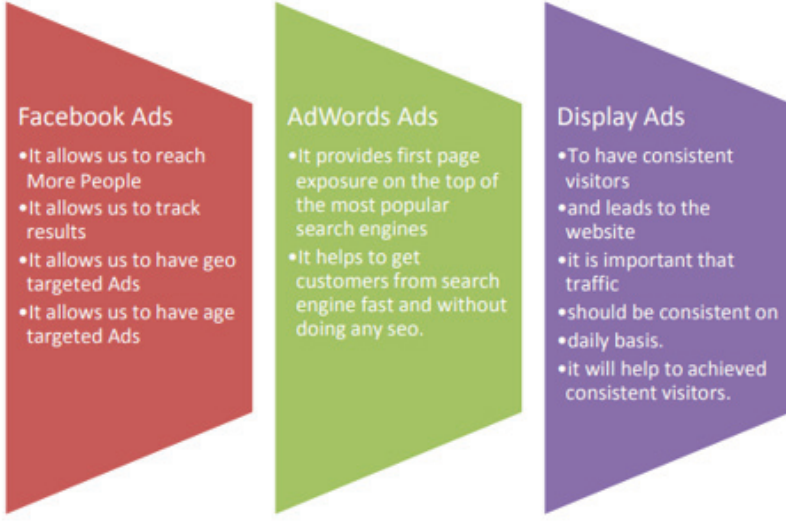 Facebook Ads
•It allows us to reach
More People
•It allows us to track
results
•It allows us to have geo
targeted Ads
•It allows us to have age
targeted Ads
AdWords Ads
•It provides first page
exposure on the top of
the most popular
search engines
•It helps to get
customers from search
engine fast and without
doing any seo.
Display Ads
•To have consistent
visitors
•and leads to the
website
•it is important that
traffic
•should be consistent on
•daily basis.
•it will help to achieved
consistent visitors.